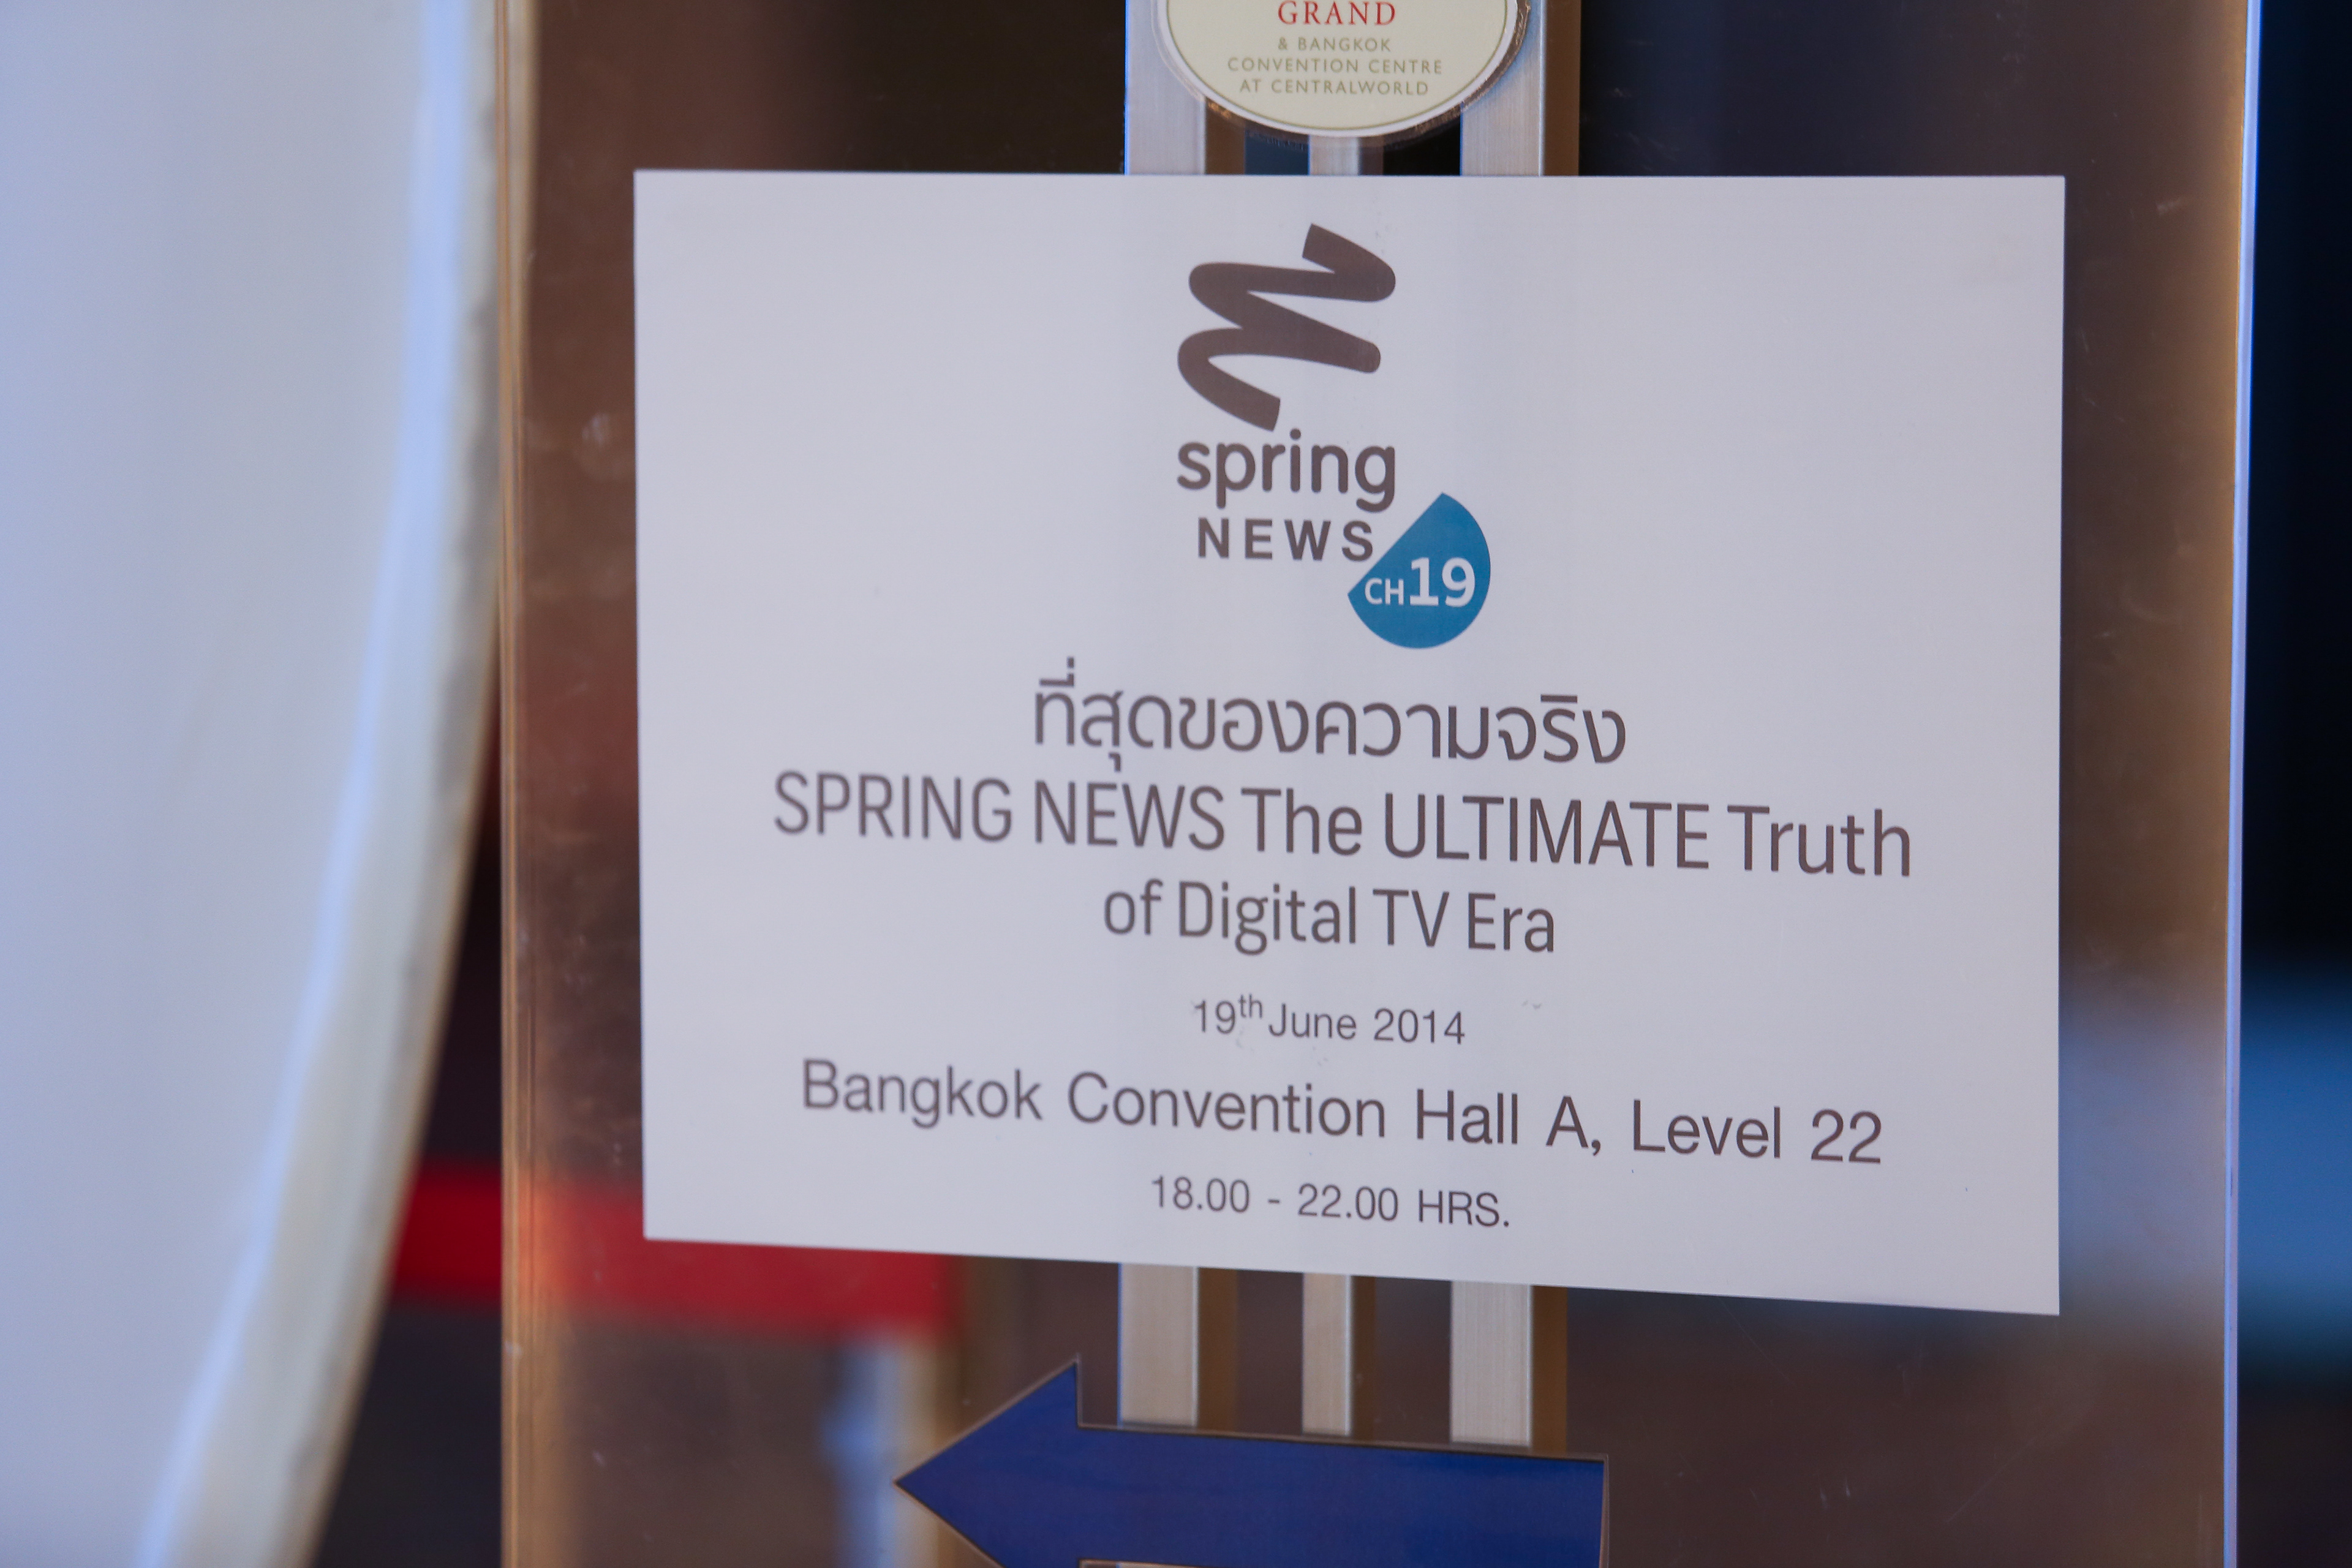 GRAND
& BANGKOK
CONVENTION CENTRE
AT CENTRALWORLD
spring
NEWS
CH19
ที่สุดของความจริง
SPRING NEWS The ULTIMATE Truth
of Digital TV Era
19th June 2014
Bangkok Convention Hall A, Level 22
18.00 - 22.00 HRS.